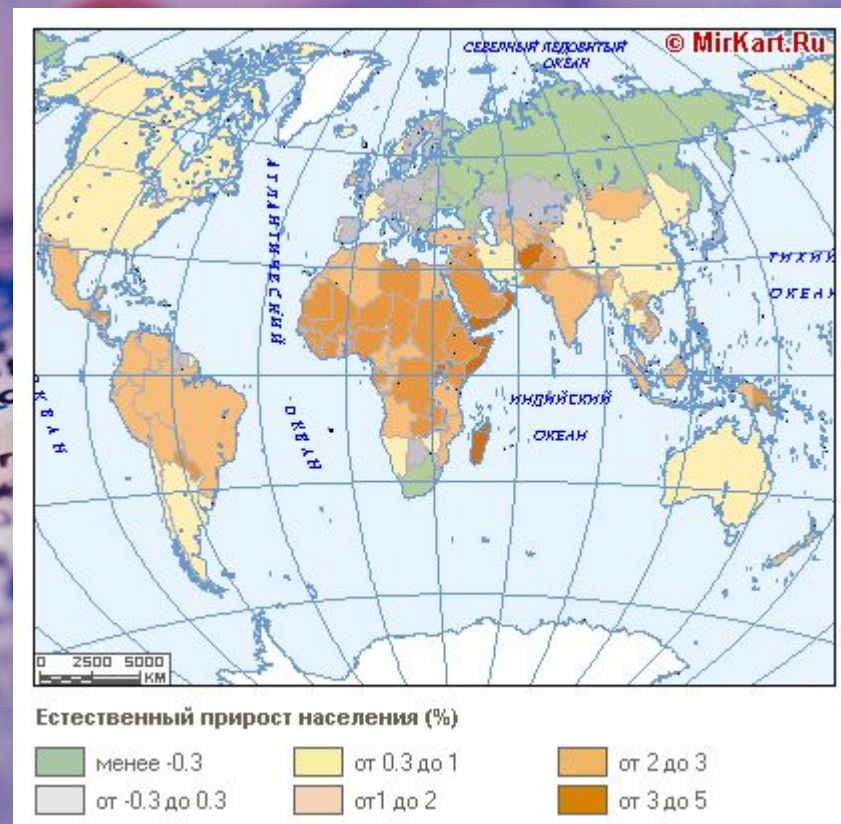 © MirKart.Ru
СЕВЕРНЫЙ ЛЕДОВИТЫЙ
ОКЕАН
АТЛАНТИЧЕСКИЙ
ОКЕАН
ТИХИЙ
ОКЕАН
ОКЕАН
ИНДИЙСКИЙ
ОКЕАН
0 2500 5000
КМ
Естественный прирост населения (%)
менее -0.3
от 0.3 до 1
от 2 до 3
от -0.3 до 0.3
от1 до 2
от 3 до 5